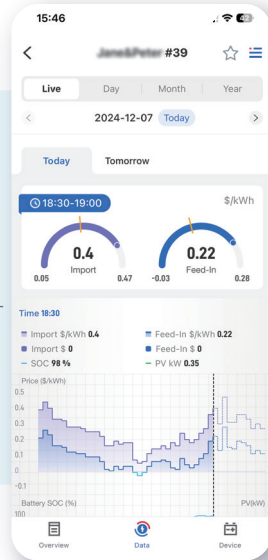 15:46
42
#39
Live Day Month Year
2024-12-07 Today
Today Tomorrow
18:30-19:00 $/kWh
0.4 0.22
Import Feed-In
0.05 0.47 -0.03 0.28
Time 18:30
Import $/kWh 0.4 Feed-In $/kWh 0.22
Import $ 0 Feed-In $ 0
SOC 98 % PV kW 0.35
Price ($/kWh)
0.5
0.4
0.3
0.2
0.1
0
-0.1
Battery SOC (%) PV(kW)
100
Overview Data Device